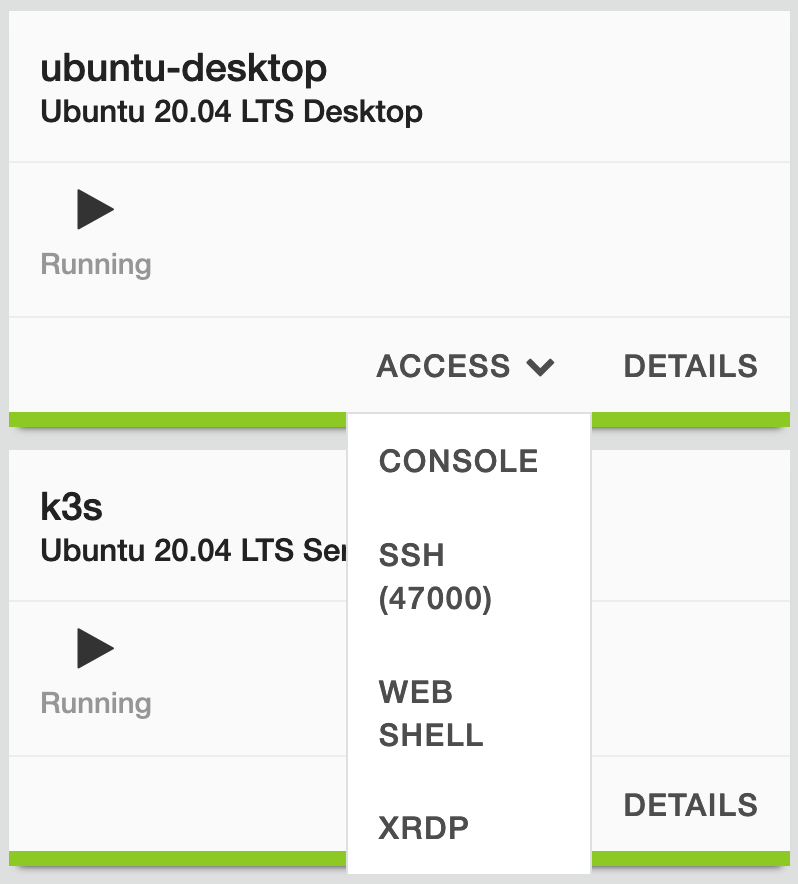 ubuntu-desktop
Ubuntu 20.04 LTS Desktop
Running
ACCESS DETAILS
CONSOLE
SSH
(47000)
WEB
SHELL
XRDP
k3s
Ubuntu 20.04 LTS
Running
DETAILS